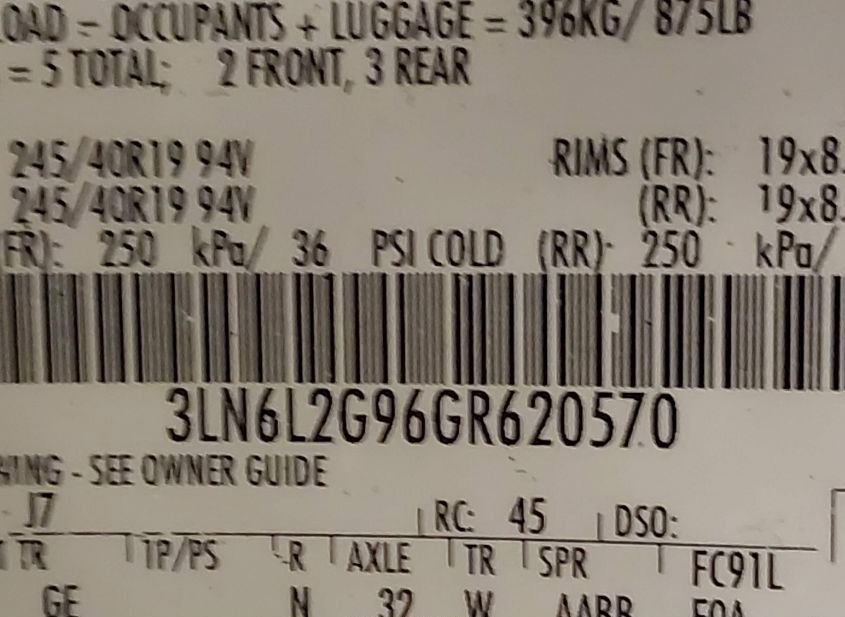 OAD = OCCUPANTS + LUGGAGE = 396KG/ 875LB
= 5 TOTAL; 2 FRONT, 3 REAR
245/40R19 94V RIMS (FR): 19x8.
245/40R19 94V (RR): 19x8.
FR): 250 kPa/ 36 PSI COLD (RR): 250 kPa/
3LN6L2G96GR620570
- SEE OWNER GUIDE
J7 RC: 45 DSO:
TR TP/PS R AXLE TR SPR FC91L
GE N 32 W AABB